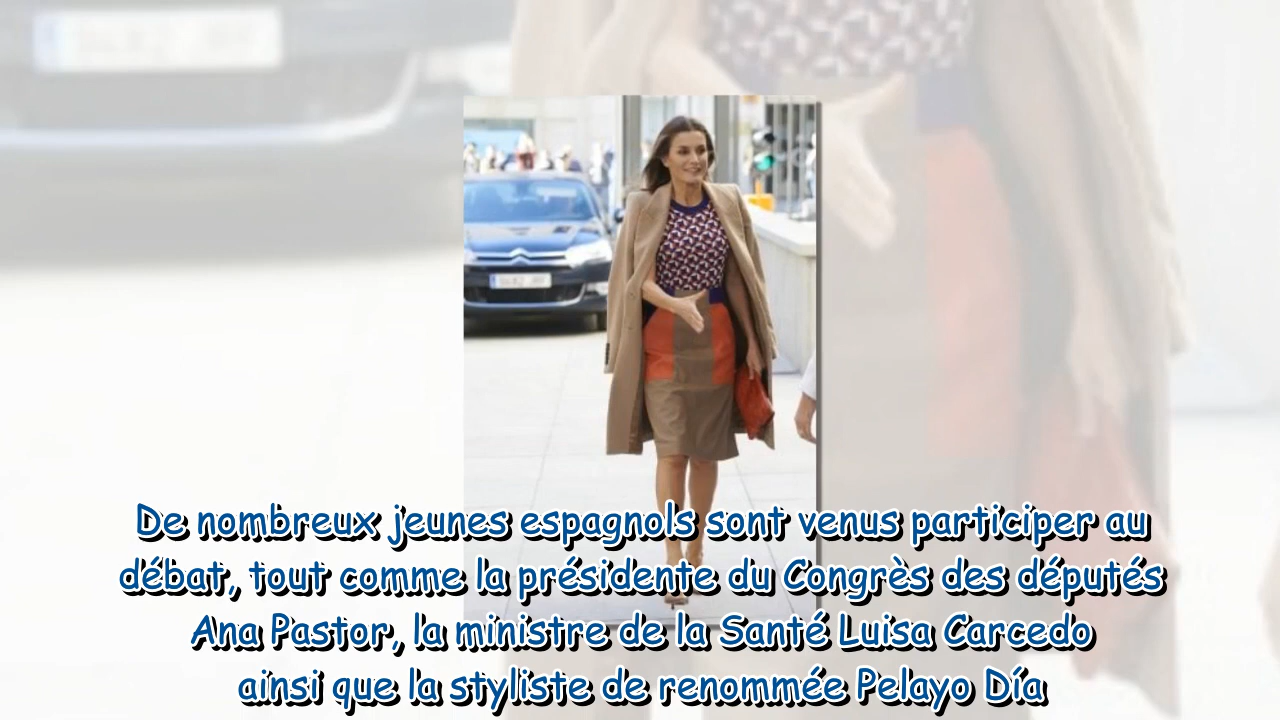 De nombreux jeunes espagnols sont venus participer au
débat, tout comme la présidente du Congrès des députés
Ana Pastor, la ministre de la Santé Luisa Carcedo
ainsi que la styliste de renommée Pelayo Día